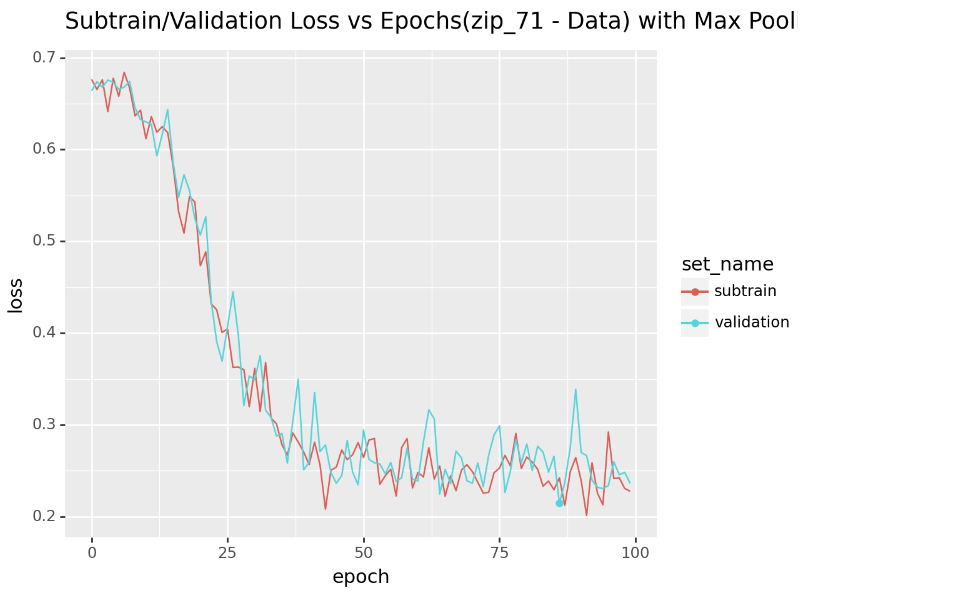 Subtrain/Validation Loss vs Epochs(zip_71 - Data) with Max Pool
0.7
0.6
0.5
0.4
0.3
0.2
loss
0
25
50
75
100
epoch
set_name
subtrain
validation